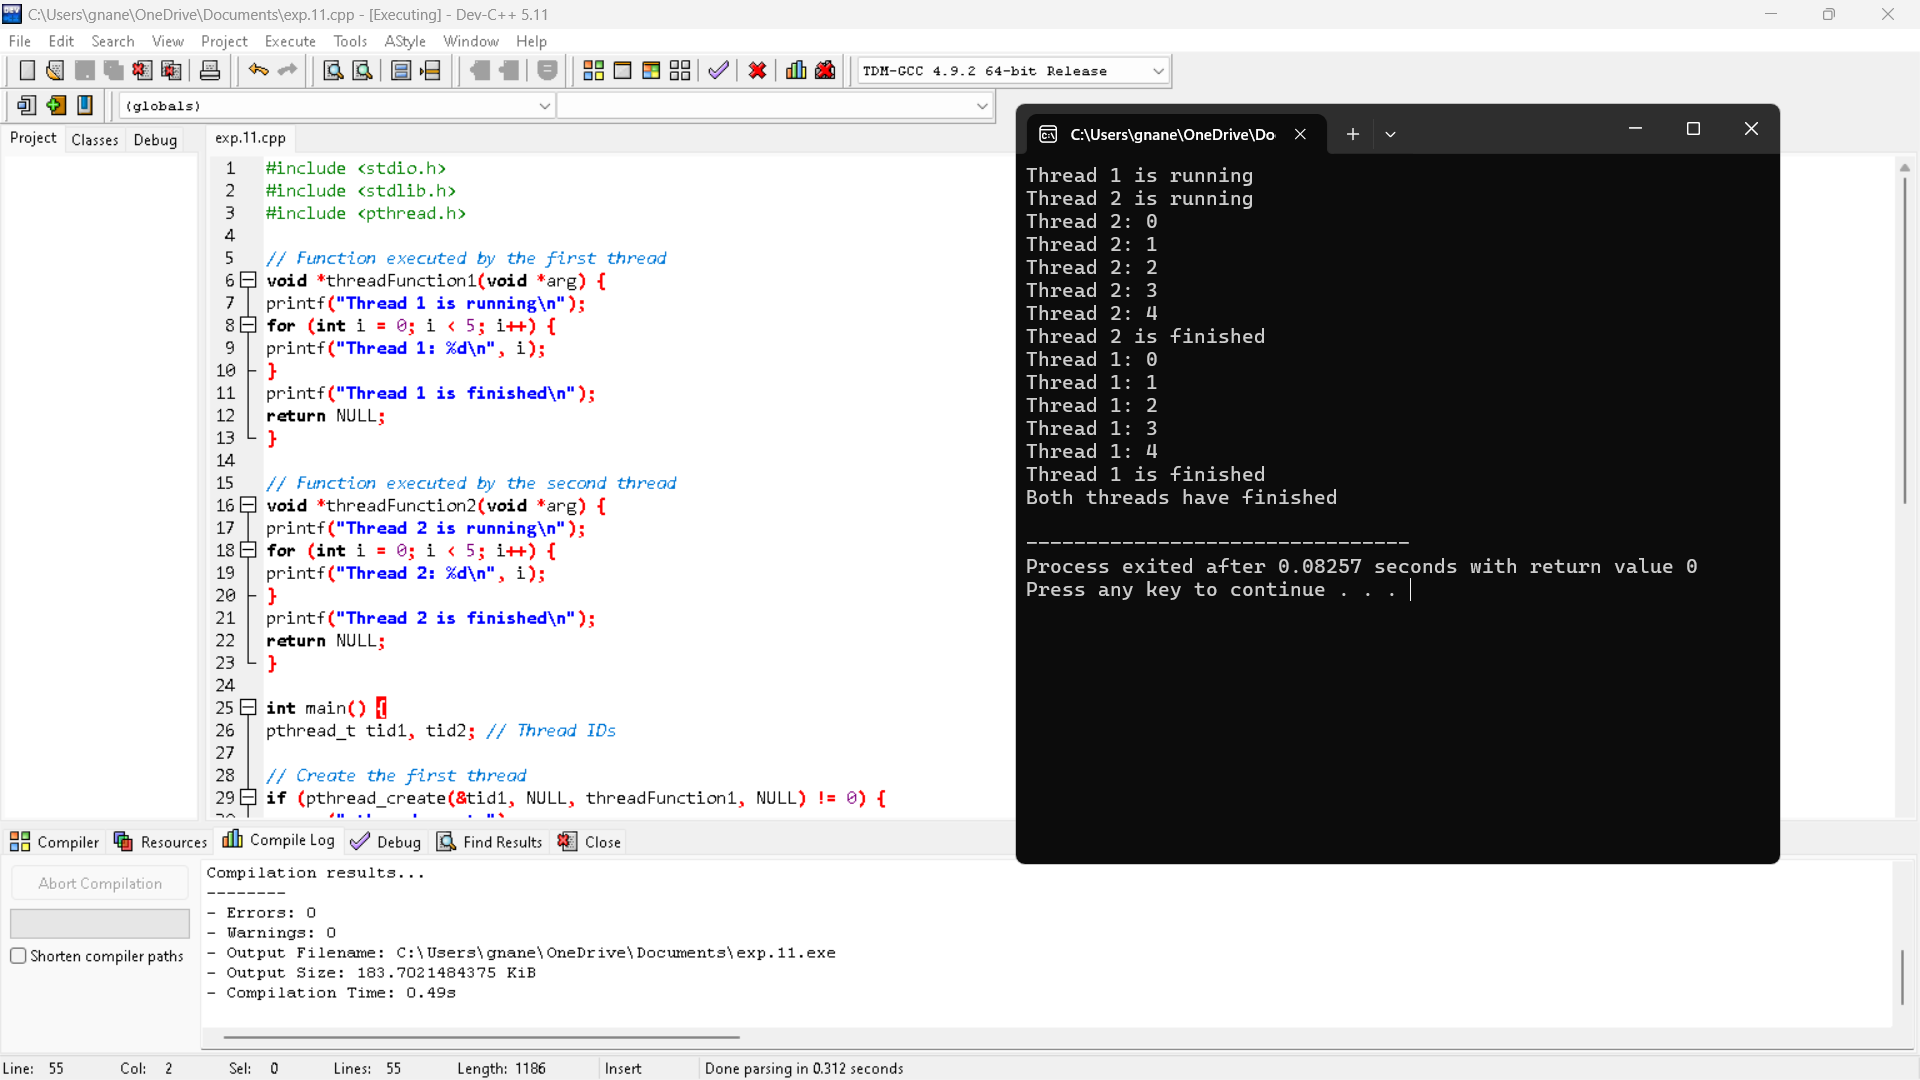 C:\Users\gnane\OneDrive\Documents\exp.11.cpp - [Executing] - Dev-C++ 5.11
File Edit Search View Project Execute Tools AStyle Window Help
TDM-GCC 4.9.2 64-bit Release
(globals)
Project Classes Debug
exp.11.cpp
1 #include <stdio.h>
2 #include <stdlib.h>
3 #include <pthread.h>
4
5 // Function executed by the first thread
6 void *threadFunction1(void *arg) {
7 printf("Thread 1 is running\n");
8 for (int i = 0; i < 5; i++) {
9 printf("Thread 1: %d\n", i);
10 }
11 printf("Thread 1 is finished\n");
12 return NULL;
13 }
14
15 // Function executed by the second thread
16 void *threadFunction2(void *arg) {
17 printf("Thread 2 is running\n");
18 for (int i = 0; i < 5; i++) {
19 printf("Thread 2: %d\n", i);
20 }
21 printf("Thread 2 is finished\n");
22 return NULL;
23 }
24
25 int main() {
26 pthread_t tid1, tid2; // Thread IDs
27
28 // Create the first thread
29 if (pthread_create(&tid1, NULL, threadFunction1, NULL) != 0) {
C:\Users\gnane\OneDrive\Do
Thread 1 is running
Thread 2 is running
Thread 2: 0
Thread 2: 1
Thread 2: 2
Thread 2: 3
Thread 2: 4
Thread 2 is finished
Thread 1: 0
Thread 1: 1
Thread 1: 2
Thread 1: 3
Thread 1: 4
Thread 1 is finished
Both threads have finished
--------------------------------
Process exited after 0.08257 seconds with return value 0
Press any key to continue . . .
Compiler Resources Compile Log Debug Find Results Close
Abort Compilation
Shorten compiler paths
Compilation results...
--------
- Errors: 0
- Warnings: 0
- Output Filename: C:\Users\gnane\OneDrive\Documents\exp.11.exe
- Output Size: 183.7021484375 KiB
- Compilation Time: 0.49s
Line: 55 Col: 2 Sel: 0 Lines: 55 Length: 1186 Insert Done parsing in 0.312 seconds